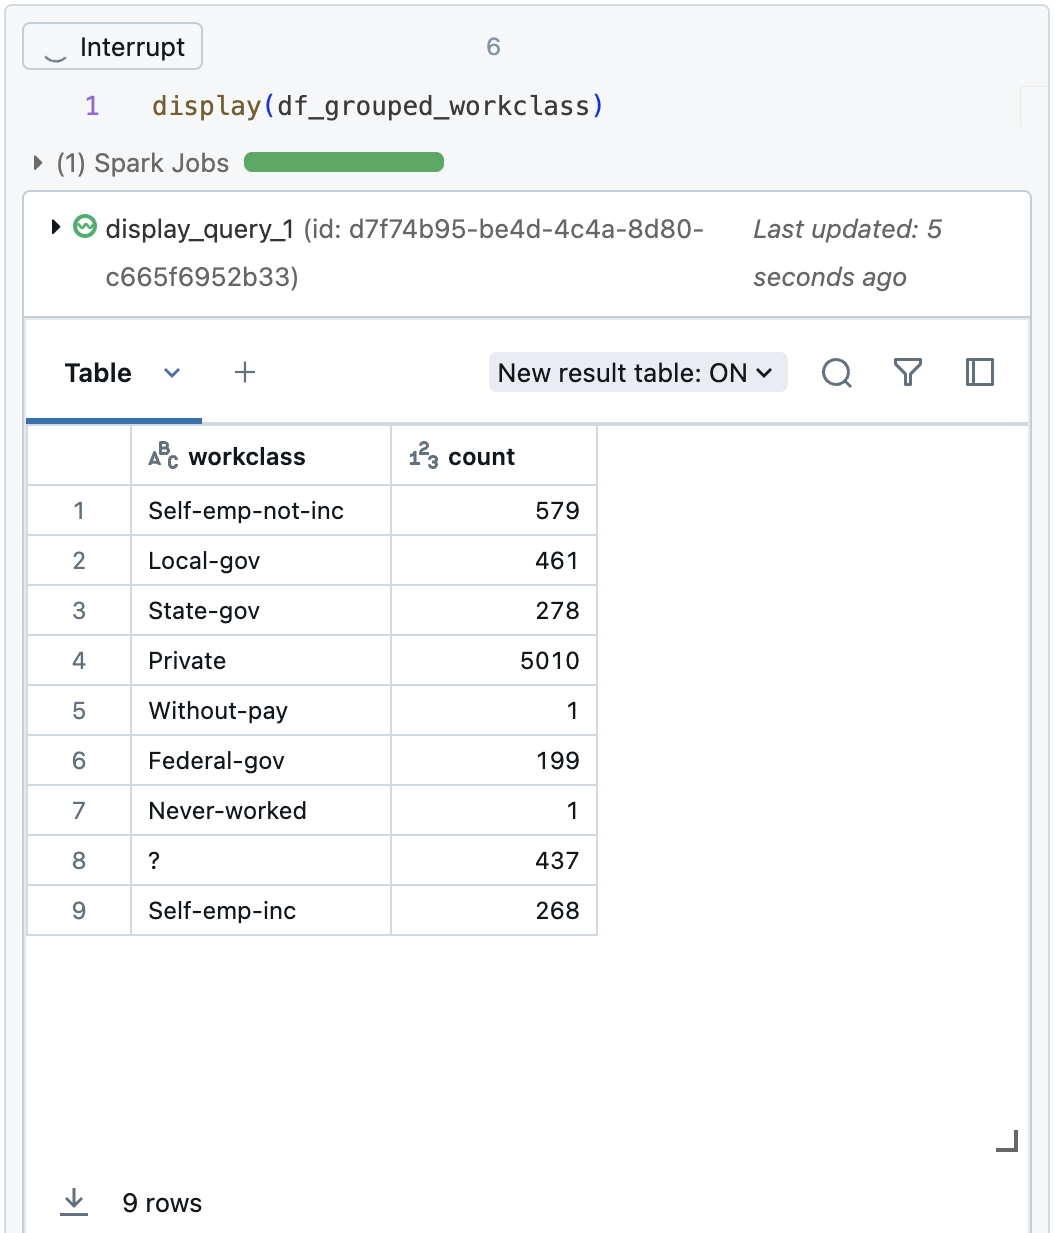 Interrupt 6
1 display(df_grouped_workclass)
(1) Spark Jobs
display_query_1 (id: d7f74b95-be4d-4c4a-8d80-
c665f6952b33)
Last updated: 5
seconds ago
Table + New result table: ON
ABC workclass 123 count
1 Self-emp-not-inc 579
2 Local-gov 461
3 State-gov 278
4 Private 5010
5 Without-pay 1
6 Federal-gov 199
7 Never-worked 1
8 ? 437
9 Self-emp-inc 268
9 rows